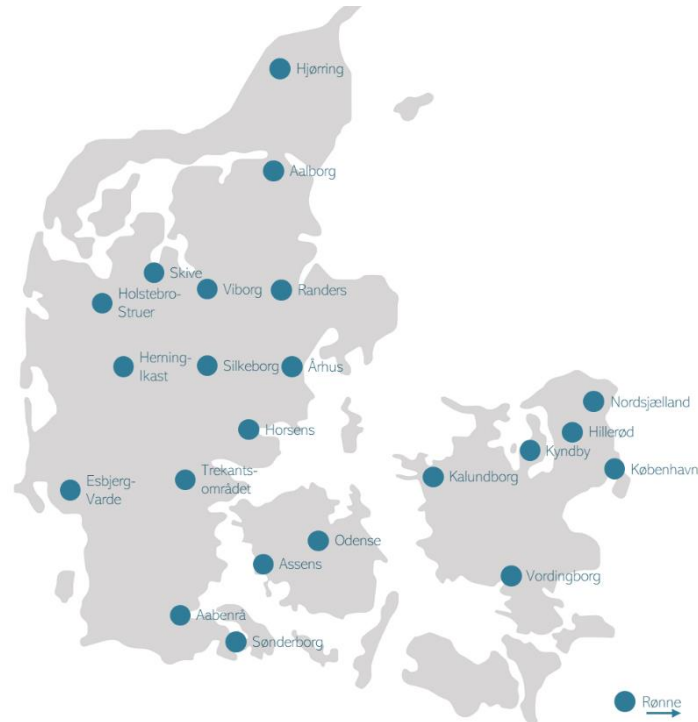 Hjørring
Aalborg
Skive
Holstebro-
Struer
Viborg
Randers
Herning-
Ikast
Silkeborg
Århus
Nordsjælland
Horsens
Hillerød
Kyndby
København
Trekants-
området
Kalundborg
Esbjerg-
Varde
Odense
Assens
Vordingborg
Aabenrå
Sønderborg
Rønne